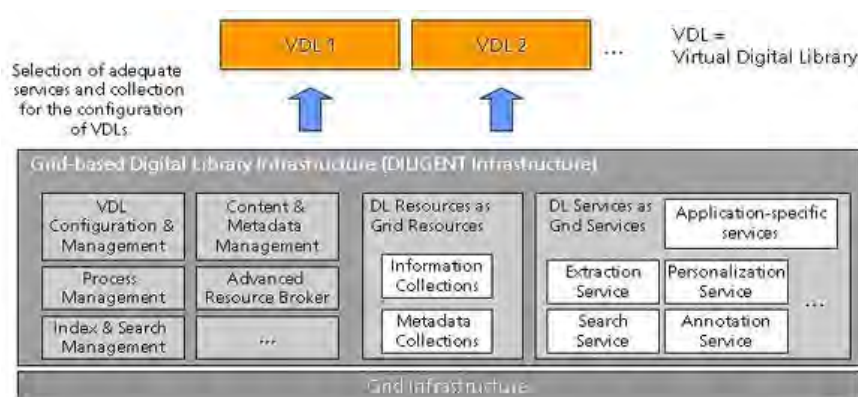 VDL 1
VDL 2
...
VDL =
Virtual Digital Library
Selection of adequate
services and collection
for the configuration
of VDLs
Grid-based Digital Library Infrastructure (DILIGENT Infrastructure)
VDL
Configuration &
Management
Content &
Metadata
Management
Process
Management
Advanced
Resource Broker
Index & Search
Management
...
DL Resources as
Grid Resources
Information
Collections
Metadata
Collections
DL Services as
Grid Services
Application-specific
services
Extraction
Service
Personalization
Service
Search
Service
Annotation
Service
...
Grid Infrastructure